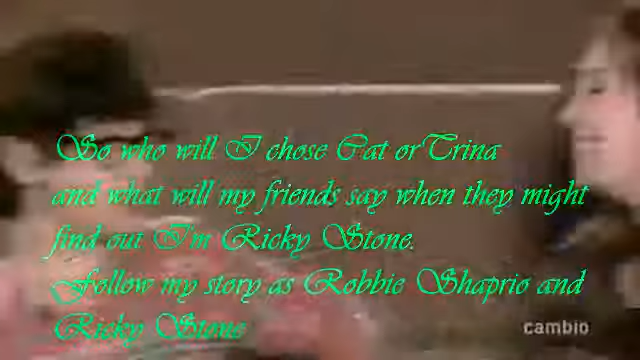 So who will I chose Cat or Trina
and what will my friends say when they might
find out I'm Ricky Stone.
Follow my story as Robbie Shaprio and
Ricky Stone
cambio